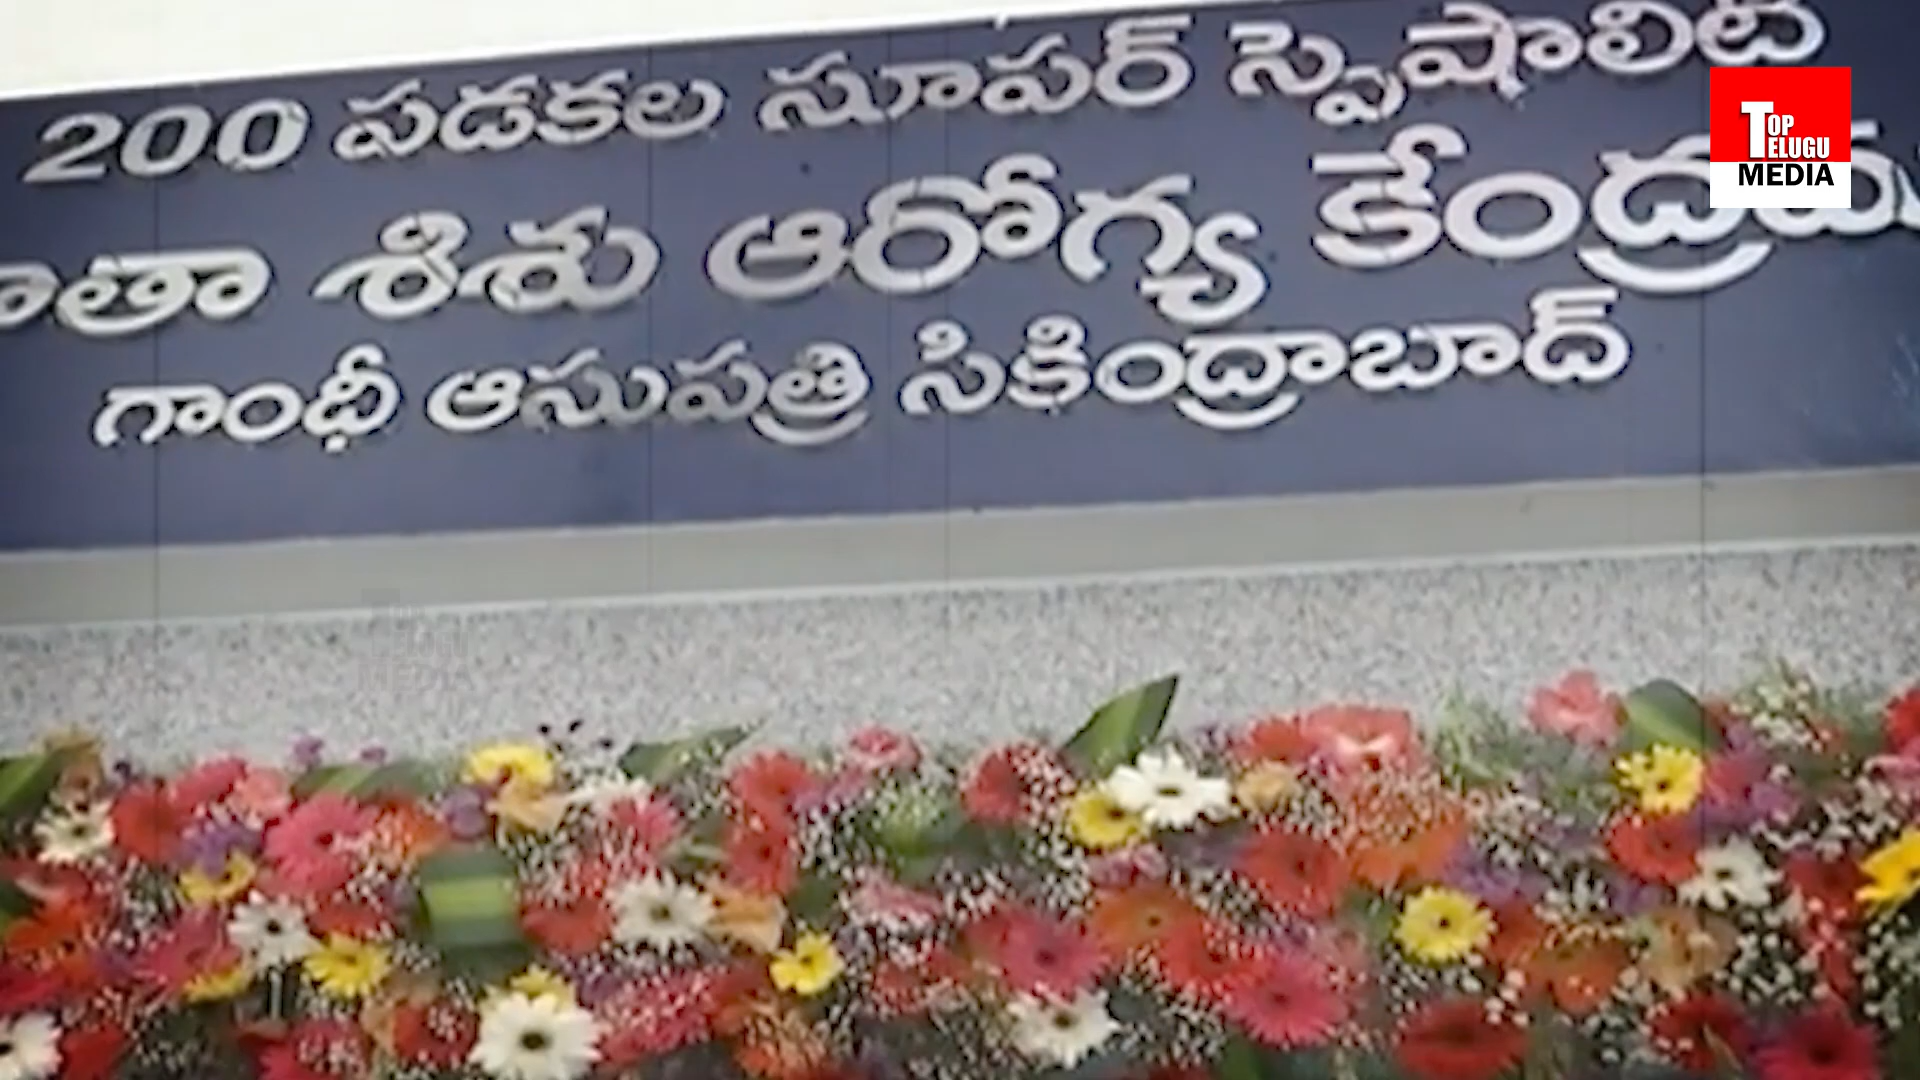 200 పడకల సూపర్ స్పెషాలిటీ
శిశు ఆరోగ్య కేంద్రము
గాంధీ ఆసుపత్రి సికింద్రాబాద్
TOP
TELUGU
MEDIA